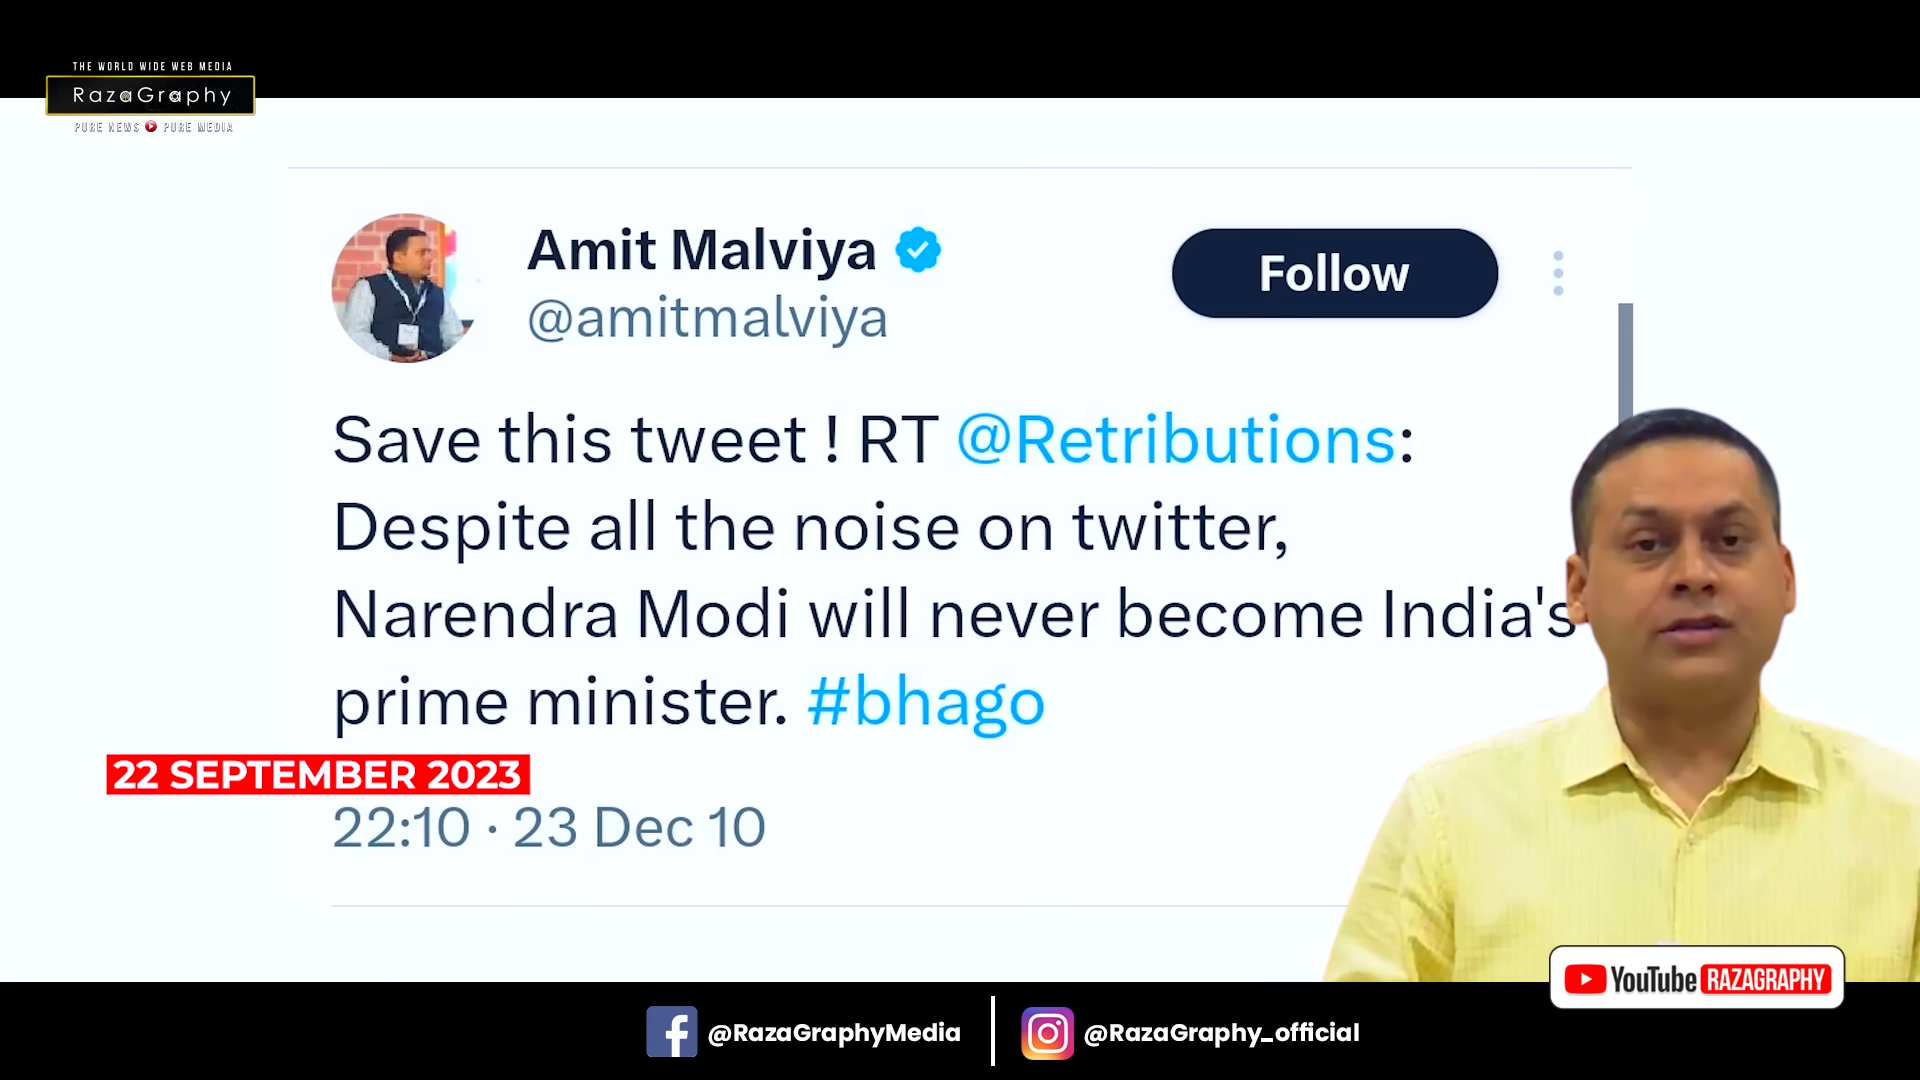 THE WORLD WIDE WEB MEDIA
RazaGraphy
PURE NEWS PURE MEDIA
Amit Malviya
@amitmalviya
Follow
Save this tweet ! RT @Retributions:
Despite all the noise on twitter,
Narendra Modi will never become India's
prime minister. #bhago
22 SEPTEMBER 2023
22:10 · 23 Dec 10
YouTube RAZAGRAPHY
@RazaGraphyMedia
@RazaGraphy_official